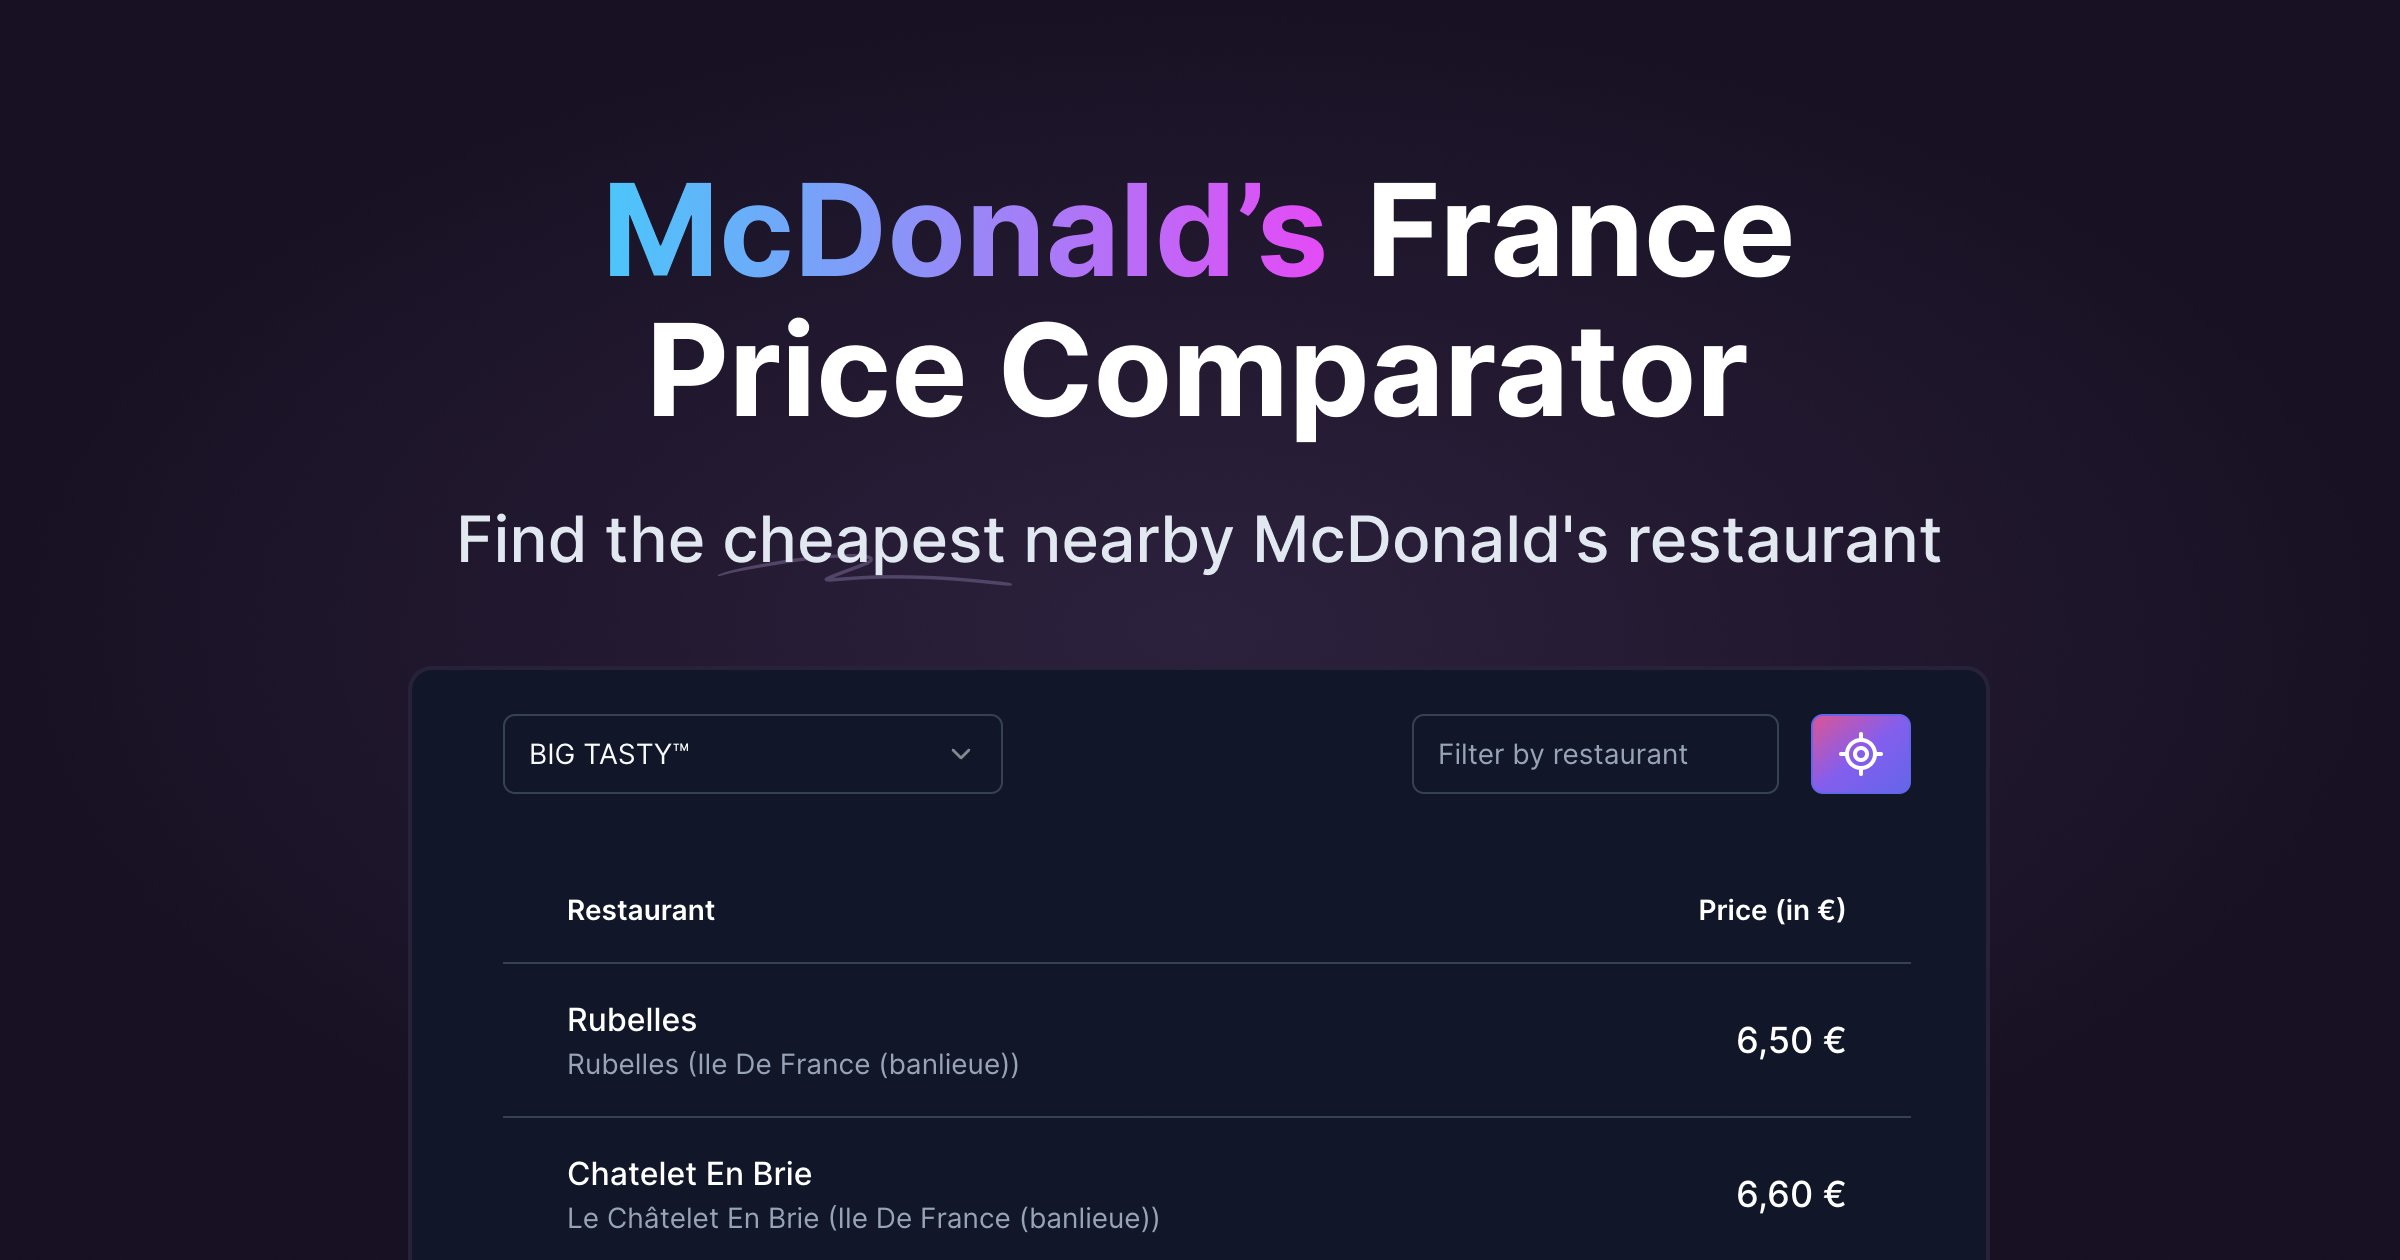 McDonald’s France
Price Comparator
Find the cheapest nearby McDonald's restaurant
BIG TASTY™
Filter by restaurant
Restaurant
Price (in €)
Rubelles
Rubelles (Ile De France (banlieue))
6,50 €
Chatelet En Brie
Le Châtelet En Brie (Ile De France (banlieue))
6,60 €